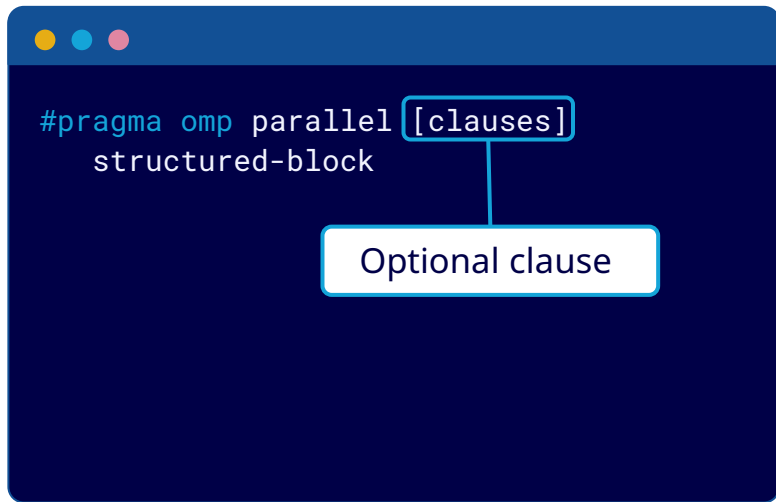 #pragma omp parallel [clauses]
structured-block
Optional clause